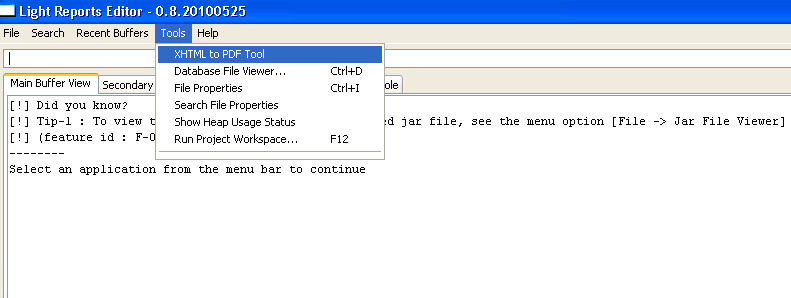 Light Reports Editor - 0.8.20100525
File Search Recent Buffers Tools Help
XHTML to PDF Tool
Database File Viewer... Ctrl+D
File Properties Ctrl+I
Search File Properties
Show Heap Usage Status
Run Project Workspace... F12
Main Buffer View Secondary ole
[!] Did you know?
[!] Tip-1 : To view t ed jar file, see the menu option [File -> Jar File Viewer]
[!] (feature id : F-0
--------
Select an application from the menu bar to continue